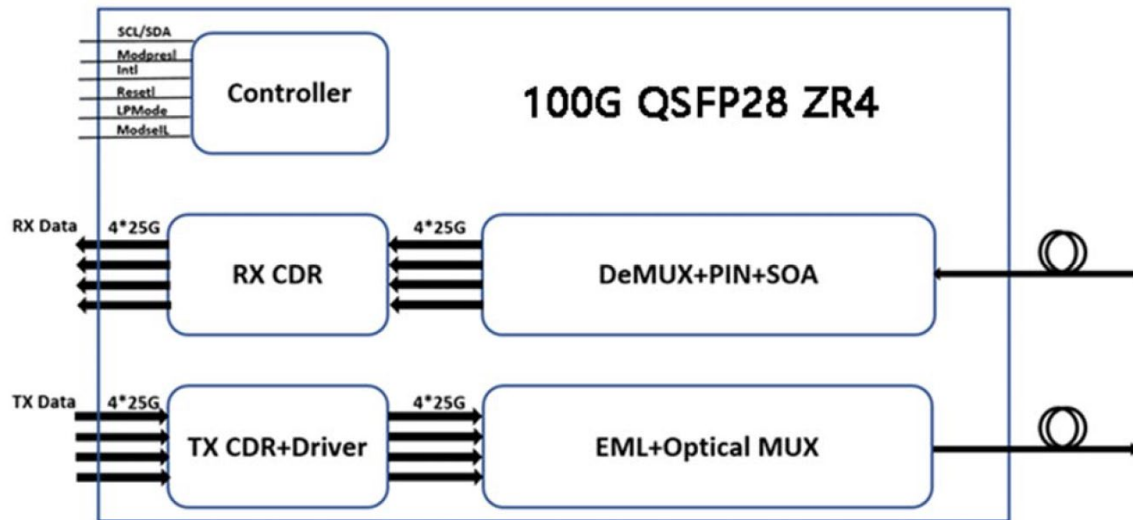 SCL/SDA
Modpresl
Intl
Resetl
LPMode
ModselL
Controller
100G QSFP28 ZR4
RX Data
4*25G
4*25G
RX CDR
DeMUX+PIN+SOA
TX Data
4*25G
4*25G
TX CDR+Driver
EML+Optical MUX